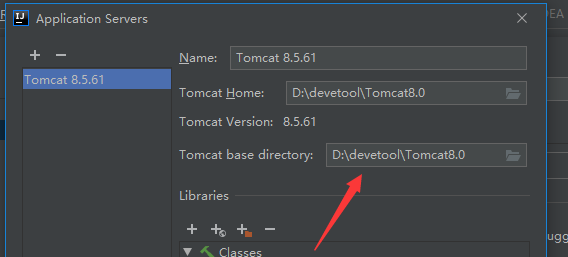 Application Servers
Name: Tomcat 8.5.61
Tomcat 8.5.61
Tomcat Home: D:\devetool\Tomcat8.0
Tomcat Version: 8.5.61
Tomcat base directory: D:\devetool\Tomcat8.0
Libraries
Classes